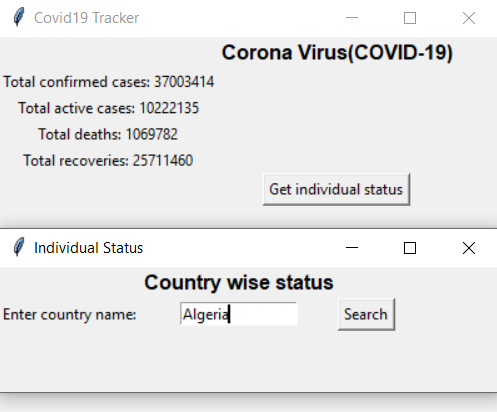 Covid19 Tracker
Corona Virus(COVID-19)
Total confirmed cases: 37003414
Total active cases: 10222135
Total deaths: 1069782
Total recoveries: 25711460
Get individual status
Individual Status
Country wise status
Enter country name: Algeria Search